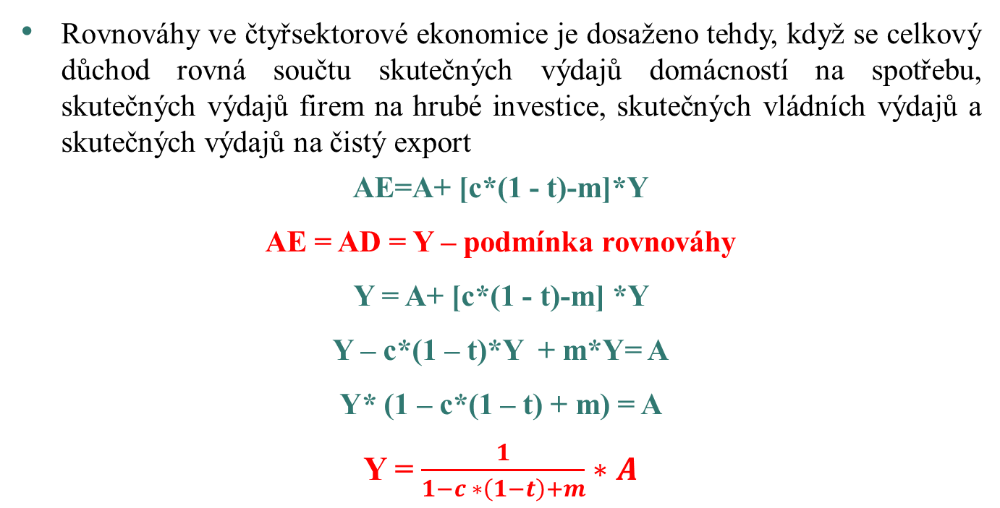 • Rovnováhy ve čtyřsektorové ekonomice je dosaženo tehdy, když se celkový
důchod rovná součtu skutečných výdajů domácností na spotřebu,
skutečných výdajů firem na hrubé investice, skutečných vládních výdajů a
skutečných výdajů na čistý export
AE=A+ [c*(1 - t)-m]*Y
AE = AD = Y – podmínka rovnováhy
Y = A+ [c*(1 - t)-m] *Y
Y – c*(1 – t)*Y + m*Y= A
Y* (1 – c*(1 – t) + m) = A
Y = 1 / (1−c *(1−t)+m) * A